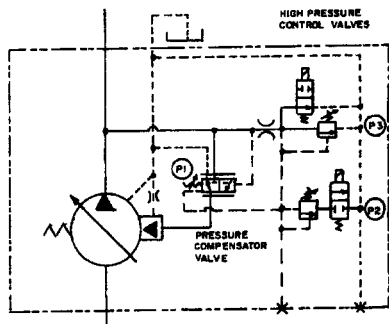 HIGH PRESSURE
CONTROL VALVES
P3
P1
P2
PRESSURE
COMPENSATOR
VALVE